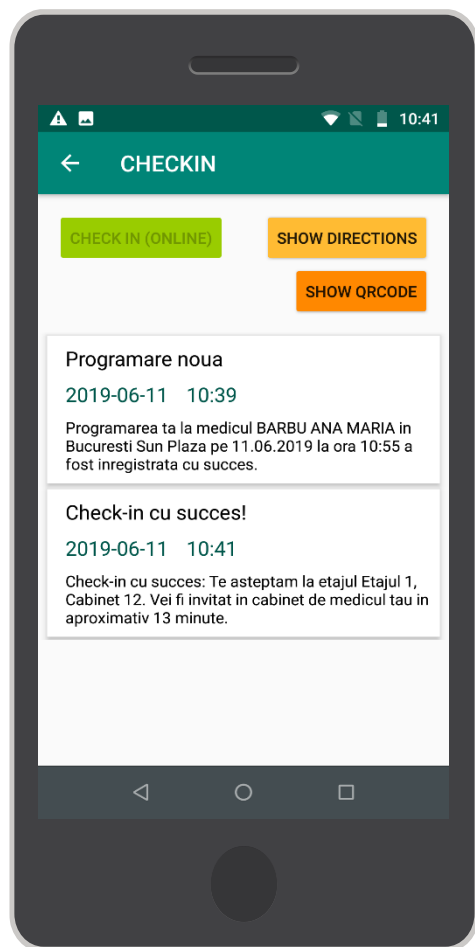 10:41
CHECKIN
CHECK IN (ONLINE)
SHOW DIRECTIONS
SHOW QRCODE
Programare noua
2019-06-11 10:39
Programarea ta la medicul BARBU ANA MARIA in
Bucuresti Sun Plaza pe 11.06.2019 la ora 10:55 a
fost inregistrata cu succes.
Check-in cu succes!
2019-06-11 10:41
Check-in cu succes: Te asteptam la etajul Etajul 1,
Cabinet 12. Vei fi invitat in cabinet de medicul tau in
aproximativ 13 minute.